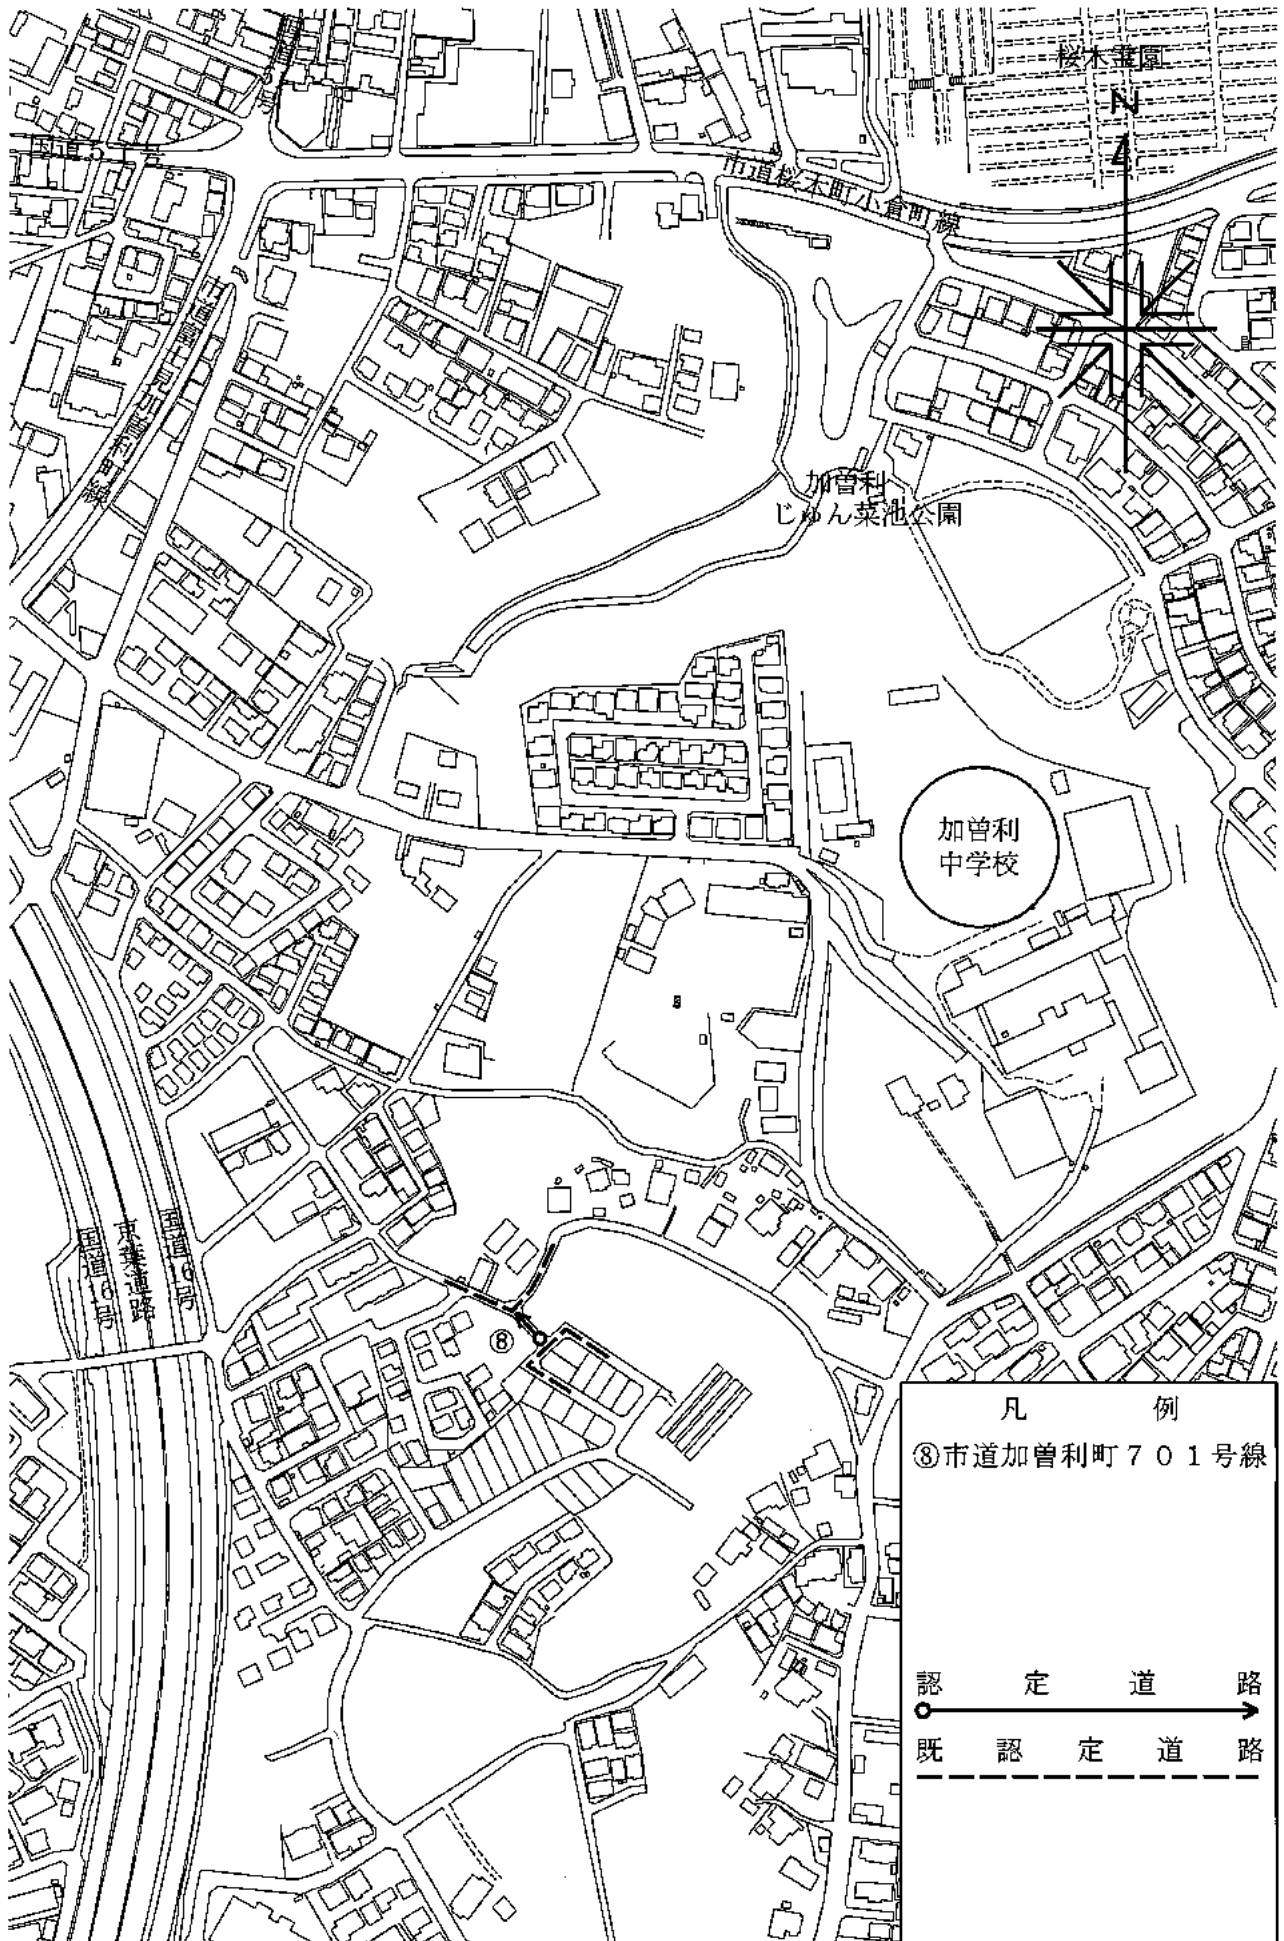 桜木霊園
N
国道51号
市道桜木町小倉町線
加曽利
じゅん菜池公園
加曽利
中学校
国道16号
京葉道路
国道16号
⑧
凡例
⑧市道加曽利町701号線
認定道路
既認定道路